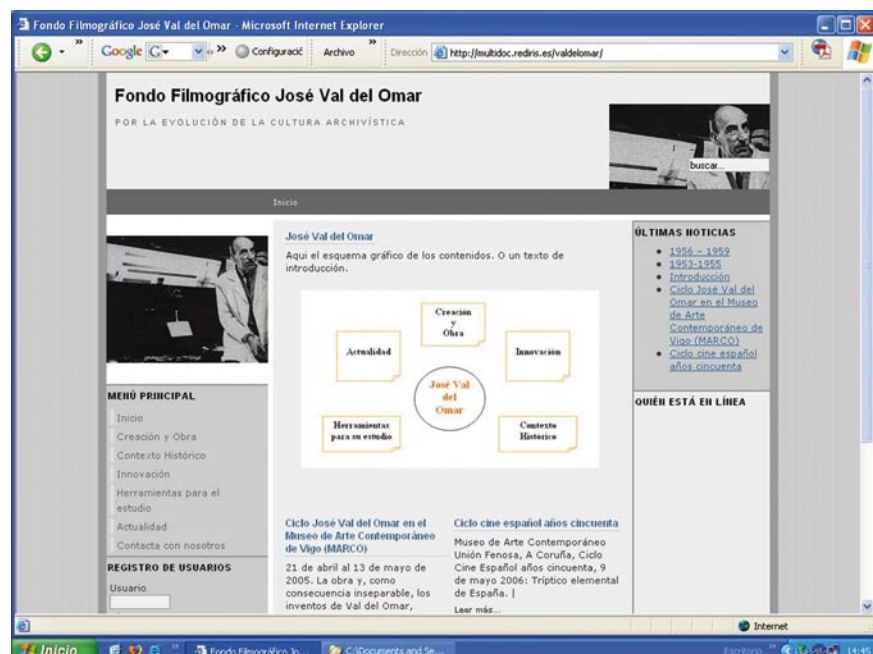 Fondo Filmográfico José Val del Omar - Microsoft Internet Explorer
Google
Archivo
Dirección
http://multidoc.rediris.es/valdelomar/
Fondo Filmográfico José Val del Omar
POR LA EVOLUCIÓN DE LA CULTURA ARCHIVÍSTICA
buscar...
Inicio
MENÚ PRINCIPAL
Inicio
Creación y Obra
Contexto Histórico
Innovación
Herramientas para el
estudio
Actualidad
Contacta con nosotros
REGISTRO DE USUARIOS
Usuario
José Val del Omar
Aqui el esquema gráfico de los contenidos. O un texto de
introducción.
Creación
y
Obra
Actualidad
Innovación
José Val
del
Omar
Herramientas
para su estudio
Contexto
Histórico
Ciclo José Val del Omar en el
Museo de Arte Contemporáneo
de Vigo (MARCO)
21 de abril al 13 de mayo de
2005. La obra y, como
consecuencia inseparable, los
inventos de Val del Omar,
Ciclo cine español años cincuenta
Museo de Arte Contemporáneo
Unión Fenosa, A Coruña, Ciclo
Cine Español años cincuenta, 9
de mayo 2006: Tríptico elemental
de España. |
Leer más...
ÚLTIMAS NOTICIAS
1956 - 1959
1953-1955
Introducción
Ciclo José Val del
Omar en el Museo
de Arte
Contemporáneo de
Vigo (MARCO)
Ciclo cine español
años cincuenta
QUIÉN ESTÁ EN LÍNEA
Internet
Inicio
Fondo Filmográfico Jo...
C:\Documents and Se...
Escritorio
14:45